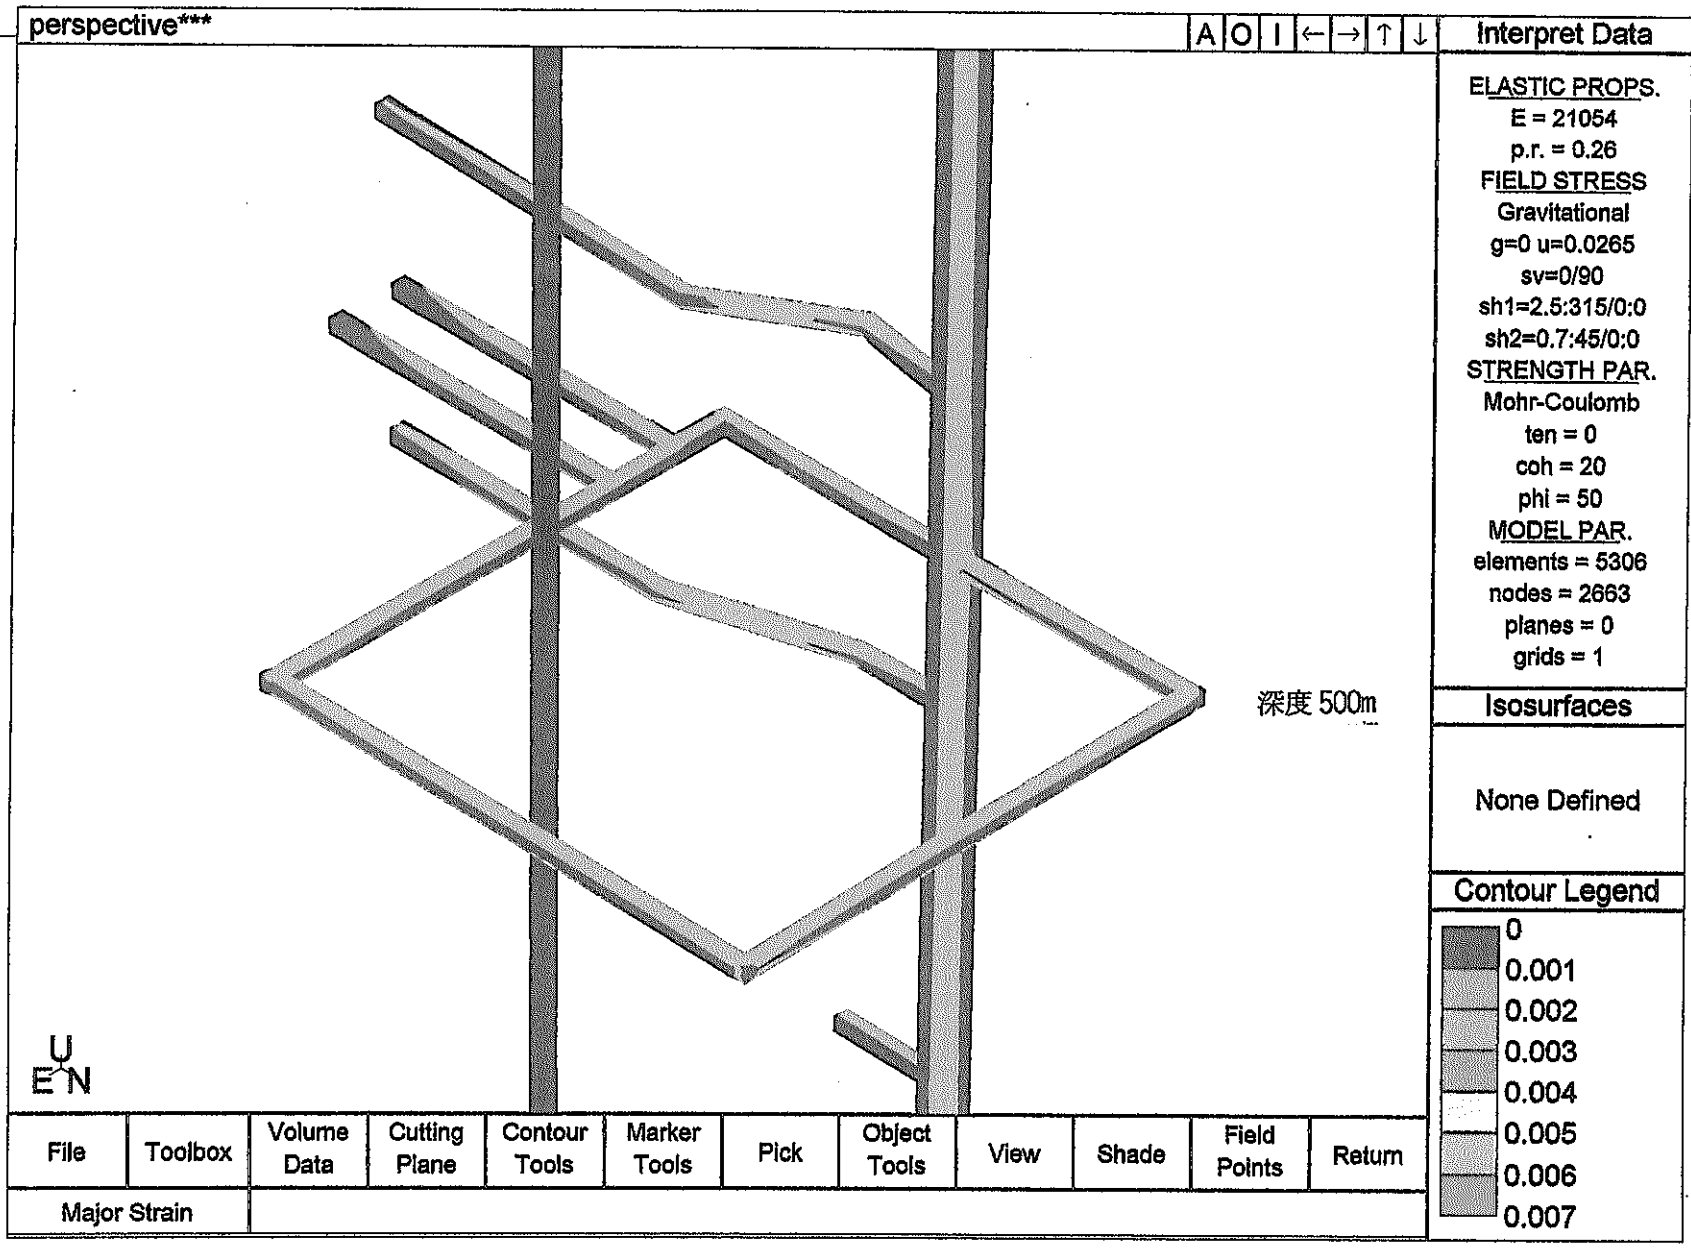 perspective***
A O I ← → ↑ ↓
Interpret Data
ELASTIC PROPS.
E = 21054
p.r. = 0.26
FIELD STRESS
Gravitational
g=0 u=0.0265
sv=0/90
sh1=2.5:315/0:0
sh2=0.7:45/0:0
STRENGTH PAR.
Mohr-Coulomb
ten = 0
coh = 20
phi = 50
MODEL PAR.
elements = 5306
nodes = 2663
planes = 0
grids = 1
深度 500m
Isosurfaces
None Defined
Contour Legend
0
0.001
0.002
0.003
0.004
0.005
0.006
0.007
U
E N
File
Toolbox
Volume
Data
Cutting
Plane
Contour
Tools
Marker
Tools
Pick
Object
Tools
View
Shade
Field
Points
Return
Major Strain